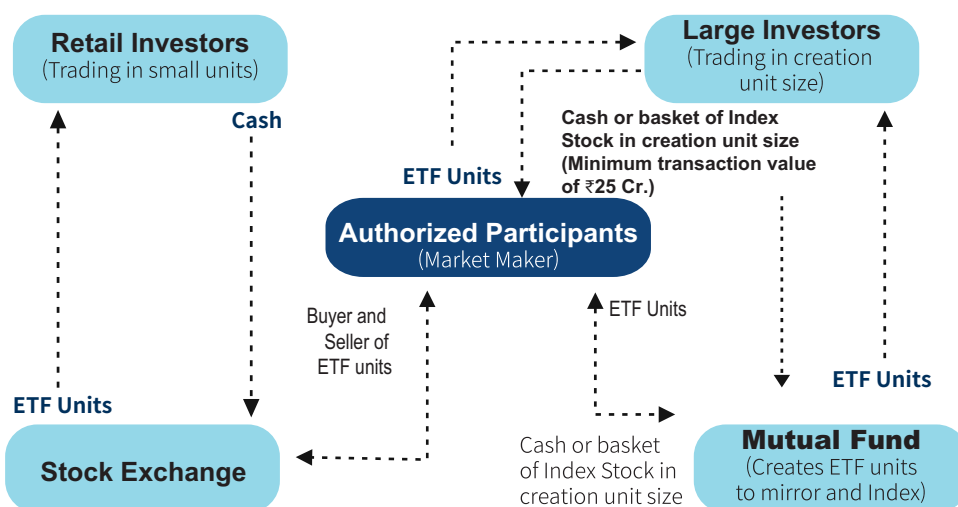 Retail Investors
(Trading in small units)
Large Investors
(Trading in creation
unit size)
Cash
Cash or basket of Index
Stock in creation unit size
(Minimum transaction value
of ₹25 Cr.)
ETF Units
Authorized Participants
(Market Maker)
Buyer and
Seller of
ETF units
ETF Units
ETF Units
ETF Units
Stock Exchange
Cash or basket
of Index Stock in
creation unit size
Mutual Fund
(Creates ETF units
to mirror and Index)